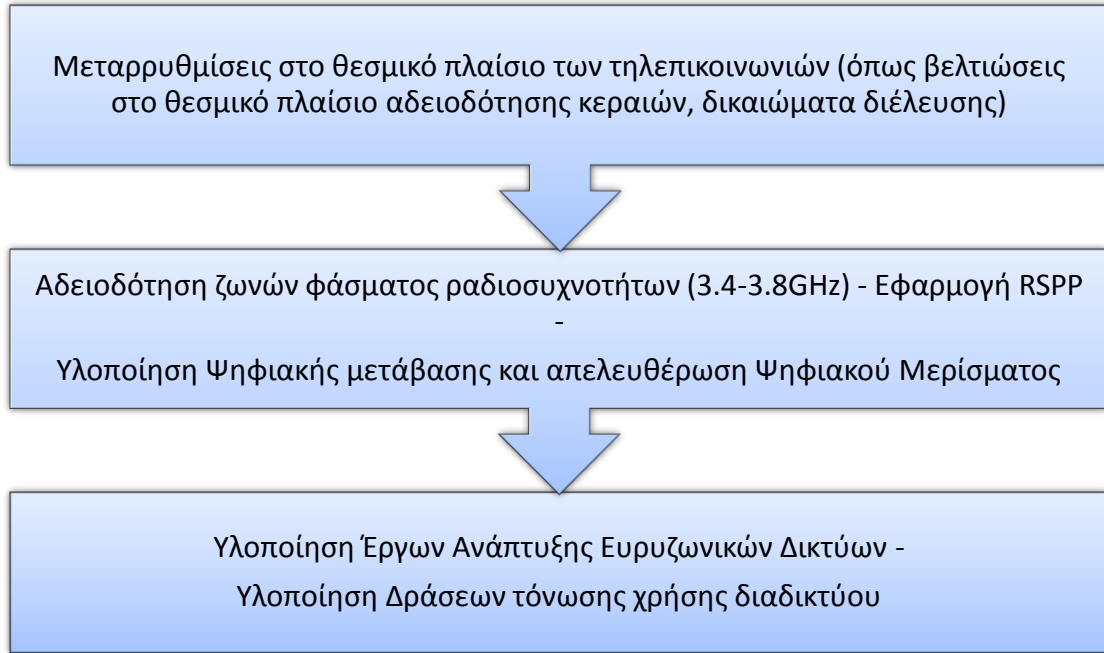 Μεταρρυθμίσεις στο θεσμικό πλαίσιο των τηλεπικοινωνιών (όπως βελτιώσεις
στο θεσμικό πλαίσιο αδειοδότησης κεραιών, δικαιώματα διέλευσης)
Αδειοδότηση ζωνών φάσματος ραδιοσυχνοτήτων (3.4-3.8GHz) - Εφαρμογή RSPP
-
Υλοποίηση Ψηφιακής μετάβασης και απελευθέρωση Ψηφιακού Μερίσματος
Υλοποίηση Έργων Ανάπτυξης Ευρυζωνικών Δικτύων -
Υλοποίηση Δράσεων τόνωσης χρήσης διαδικτύου